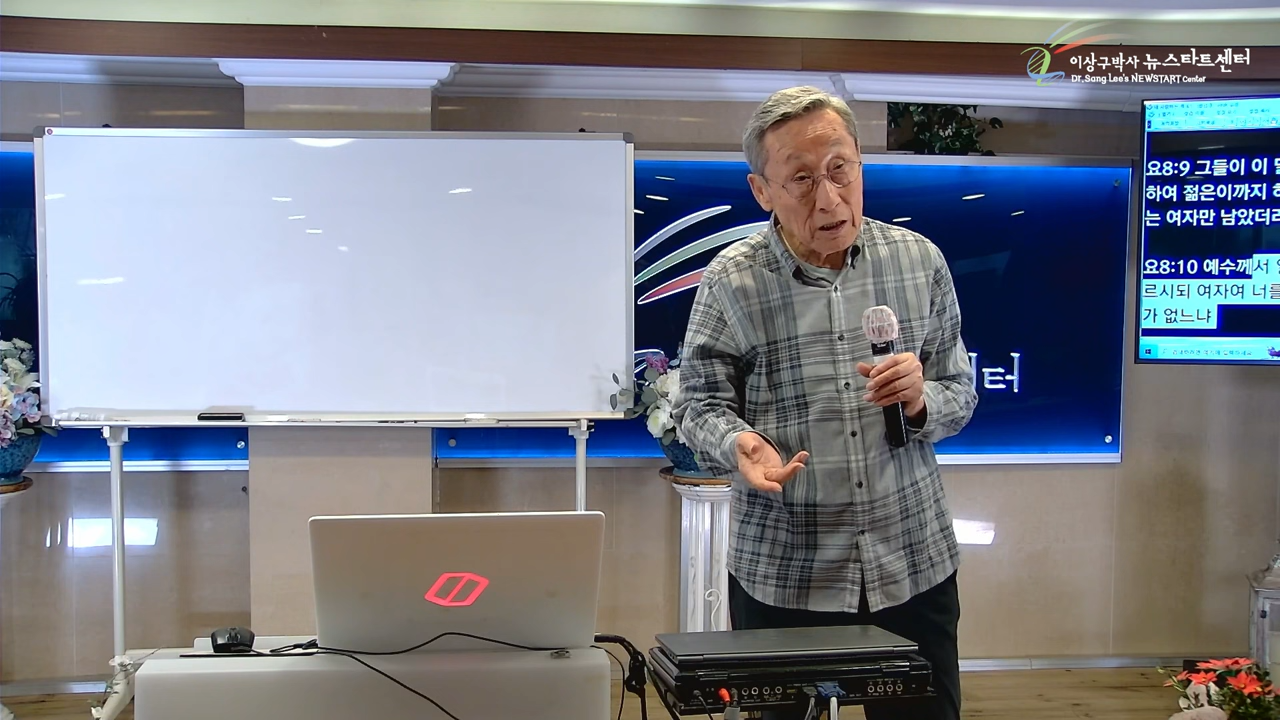 이상구박사 뉴스타트센터
Dr. Sang Lee's NEWSTART Center
요8:9 그들이 이
하여 젊은이까지
는 여자만 남았더라
요8:10 예수께서
르시되 여자여 너를
가 없느냐
터